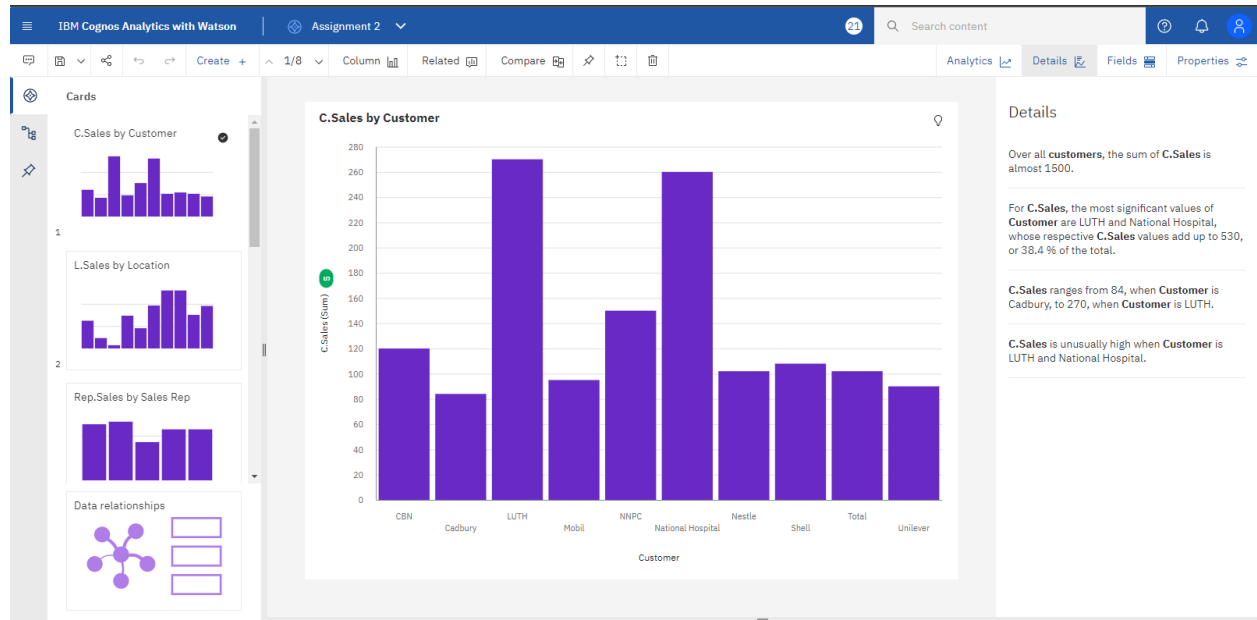 IBM Cognos Analytics with Watson
Assignment 2
21
Search content
Create +
1/8
Column
Related
Compare
Analytics
Details
Fields
Properties
Cards
C.Sales by Customer
1
L.Sales by Location
2
Rep.Sales by Sales Rep
Data relationships
C.Sales by Customer
280
260
240
220
200
180
160
140
120
100
80
60
40
20
0
C.Sales (Sum)
5
CBN
Cadbury
LUTH
Mobil
NNPC
National Hospital
Nestle
Shell
Total
Unilever
Customer
Details
Over all customers, the sum of C.Sales is
almost 1500.
For C.Sales, the most significant values of
Customer are LUTH and National Hospital,
whose respective C.Sales values add up to 530,
or 38.4 % of the total.
C.Sales ranges from 84, when Customer is
Cadbury, to 270, when Customer is LUTH.
C.Sales is unusually high when Customer is
LUTH and National Hospital.